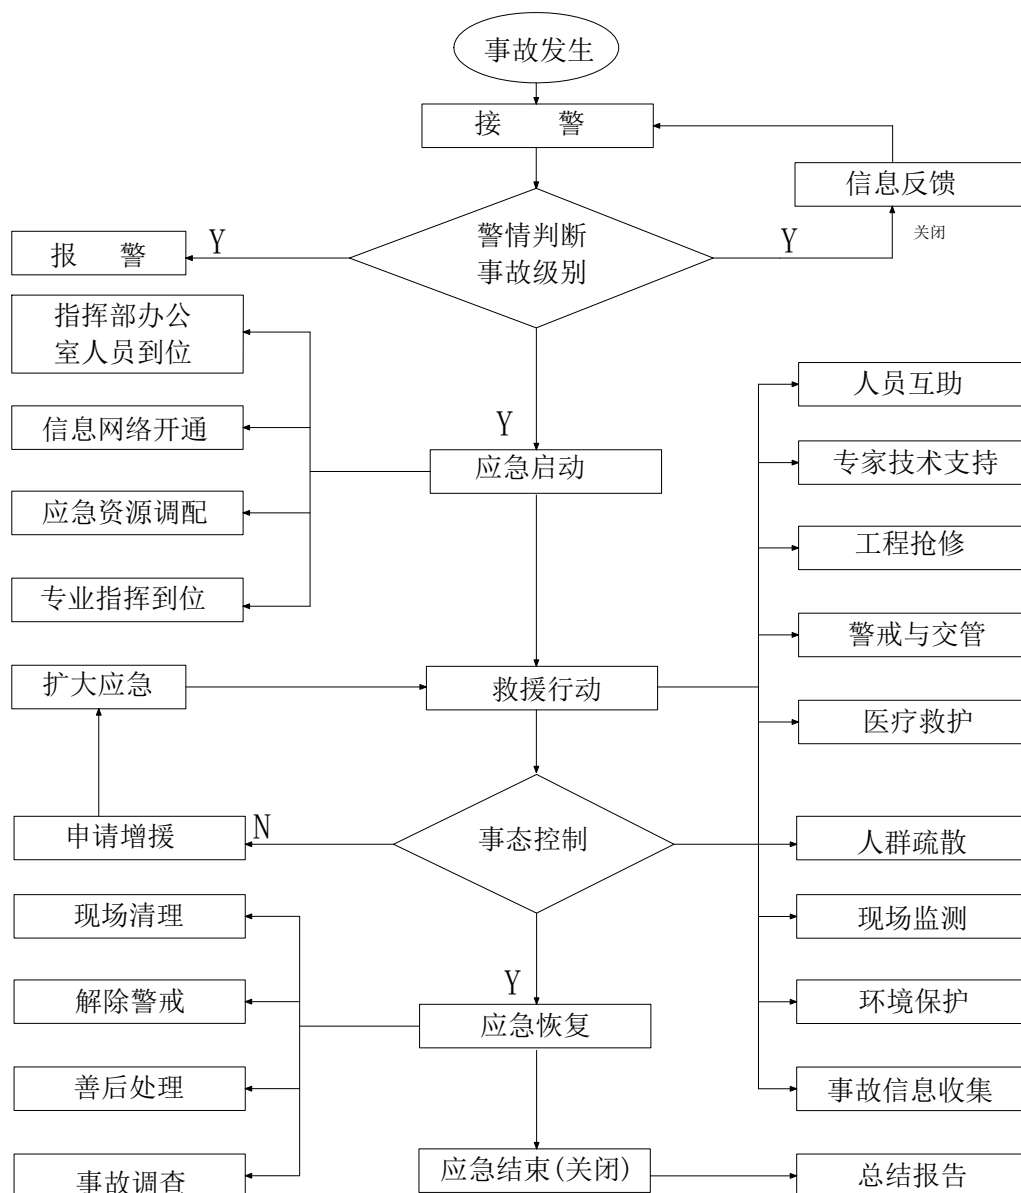 事故发生
接 警
信息反馈
关闭
警情判断
事故级别
Y
Y
报 警
指挥部办公
室人员到位
人员互助
信息网络开通
Y
专家技术支持
应急启动
应急资源调配
工程抢修
专业指挥到位
警戒与交管
扩大应急
救援行动
医疗救护
申请增援
N
事态控制
人群疏散
现场清理
现场监测
Y
解除警戒
应急恢复
环境保护
善后处理
事故信息收集
事故调查
应急结束(关闭)
总结报告